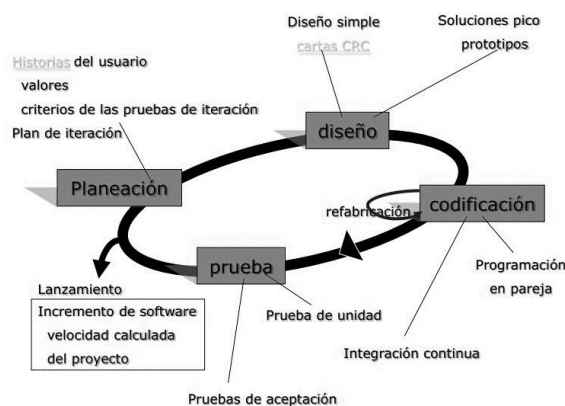 Diseño simple
cartas CRC
Soluciones pico
prototipos
Historias del usuario
valores
criterios de las pruebas de iteración
Plan de iteración
diseño
Planeación
refabricación
codificación
prueba
Programación
en pareja
Lanzamiento
Incremento de software
velocidad calculada
del proyecto
Prueba de unidad
Integración continua
Pruebas de aceptación